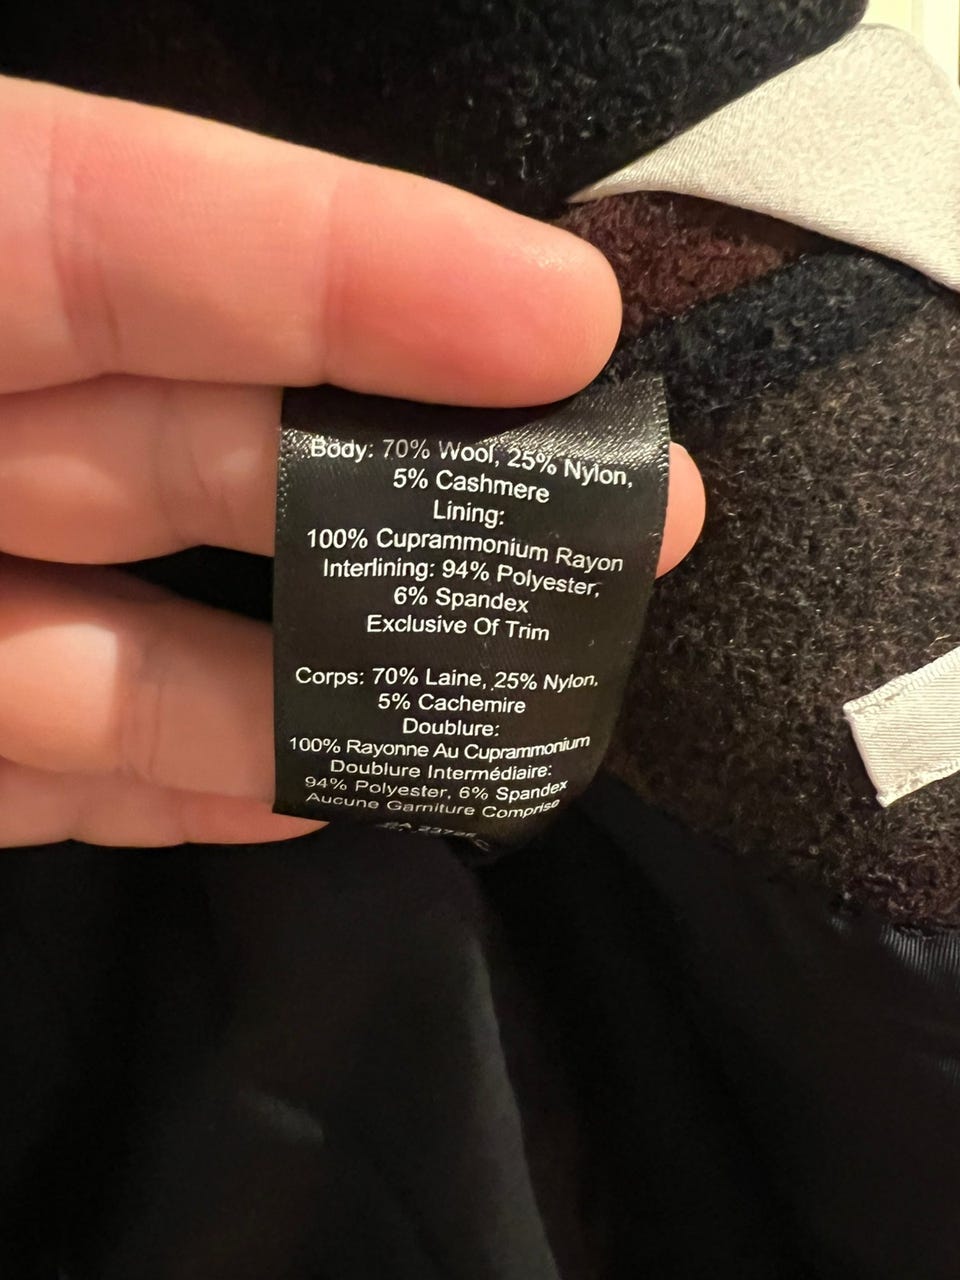 Body: 70% Wool, 25% Nylon,
5% Cashmere
Lining:
100% Cuprammonium Rayon
Interlining: 94% Polyester,
6% Spandex
Exclusive Of Trim
Corps: 70% Laine, 25% Nylon,
5% Cachemire
Doublure:
100% Rayonne Au Cuprammonium
Doublure Intermédiaire:
94% Polyester, 6% Spandex
Aucune Garniture Comprise